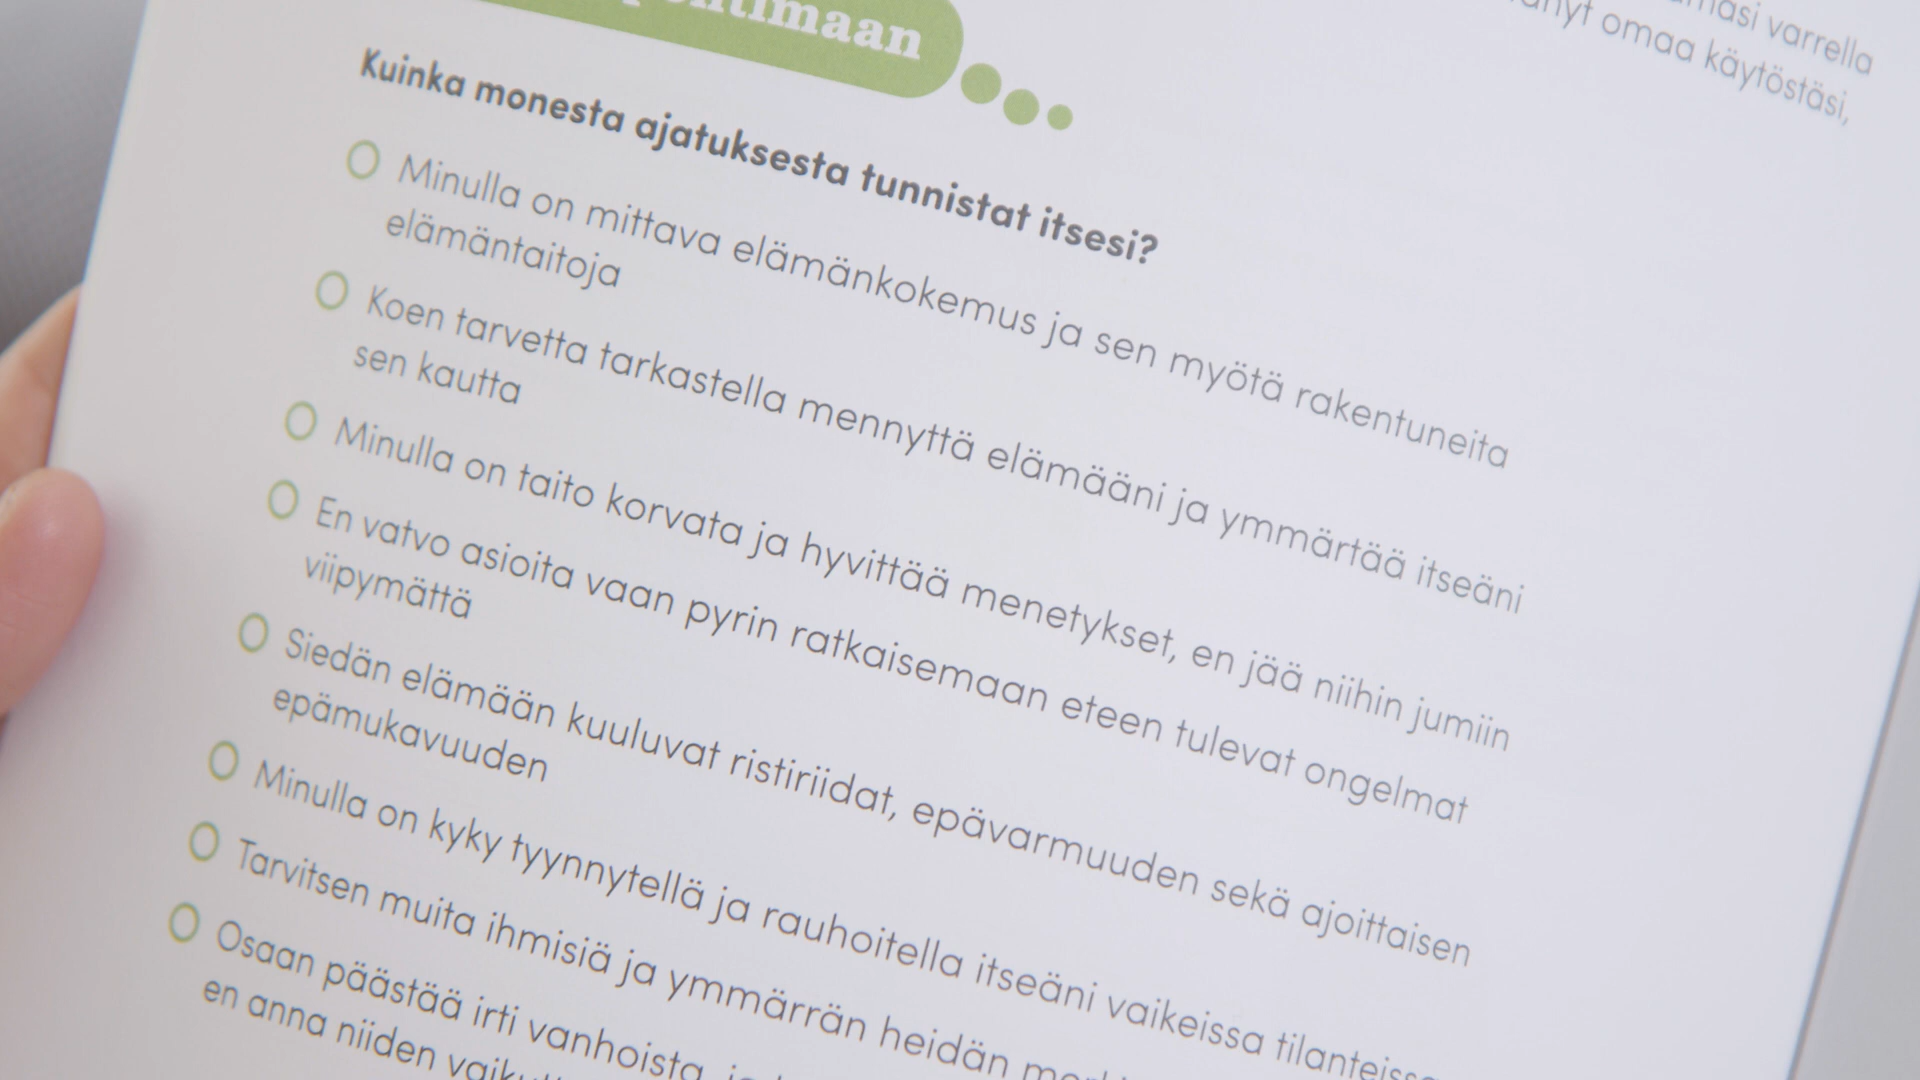 varrella
omaa käytöstäsi,
Kuinka monesta ajatuksesta tunnistat itsesi?
Minulla on mittava elämänkokemus ja sen myötä rakentuneita
elämäntaitoja
Koen tarvetta tarkastella mennyttä elämääni ja ymmärtää itseäni
sen kautta
Minulla on taito korvata ja hyvittää menetykset, en jää niihin jumiin
En vatvo asioita vaan pyrin ratkaisemaan eteen tulevat ongelmat
viipymättä
Siedän elämään kuuluvat ristiriidat, epävarmuuden sekä ajoittaisen
epämukavuuden
Minulla on kyky tyynnytellä ja rauhoitella itseäni vaikeissa
Tarvitsen muita ihmisiä ja ymmärrän heidän
Osaan päästää irti vanhoista
en anna niiden